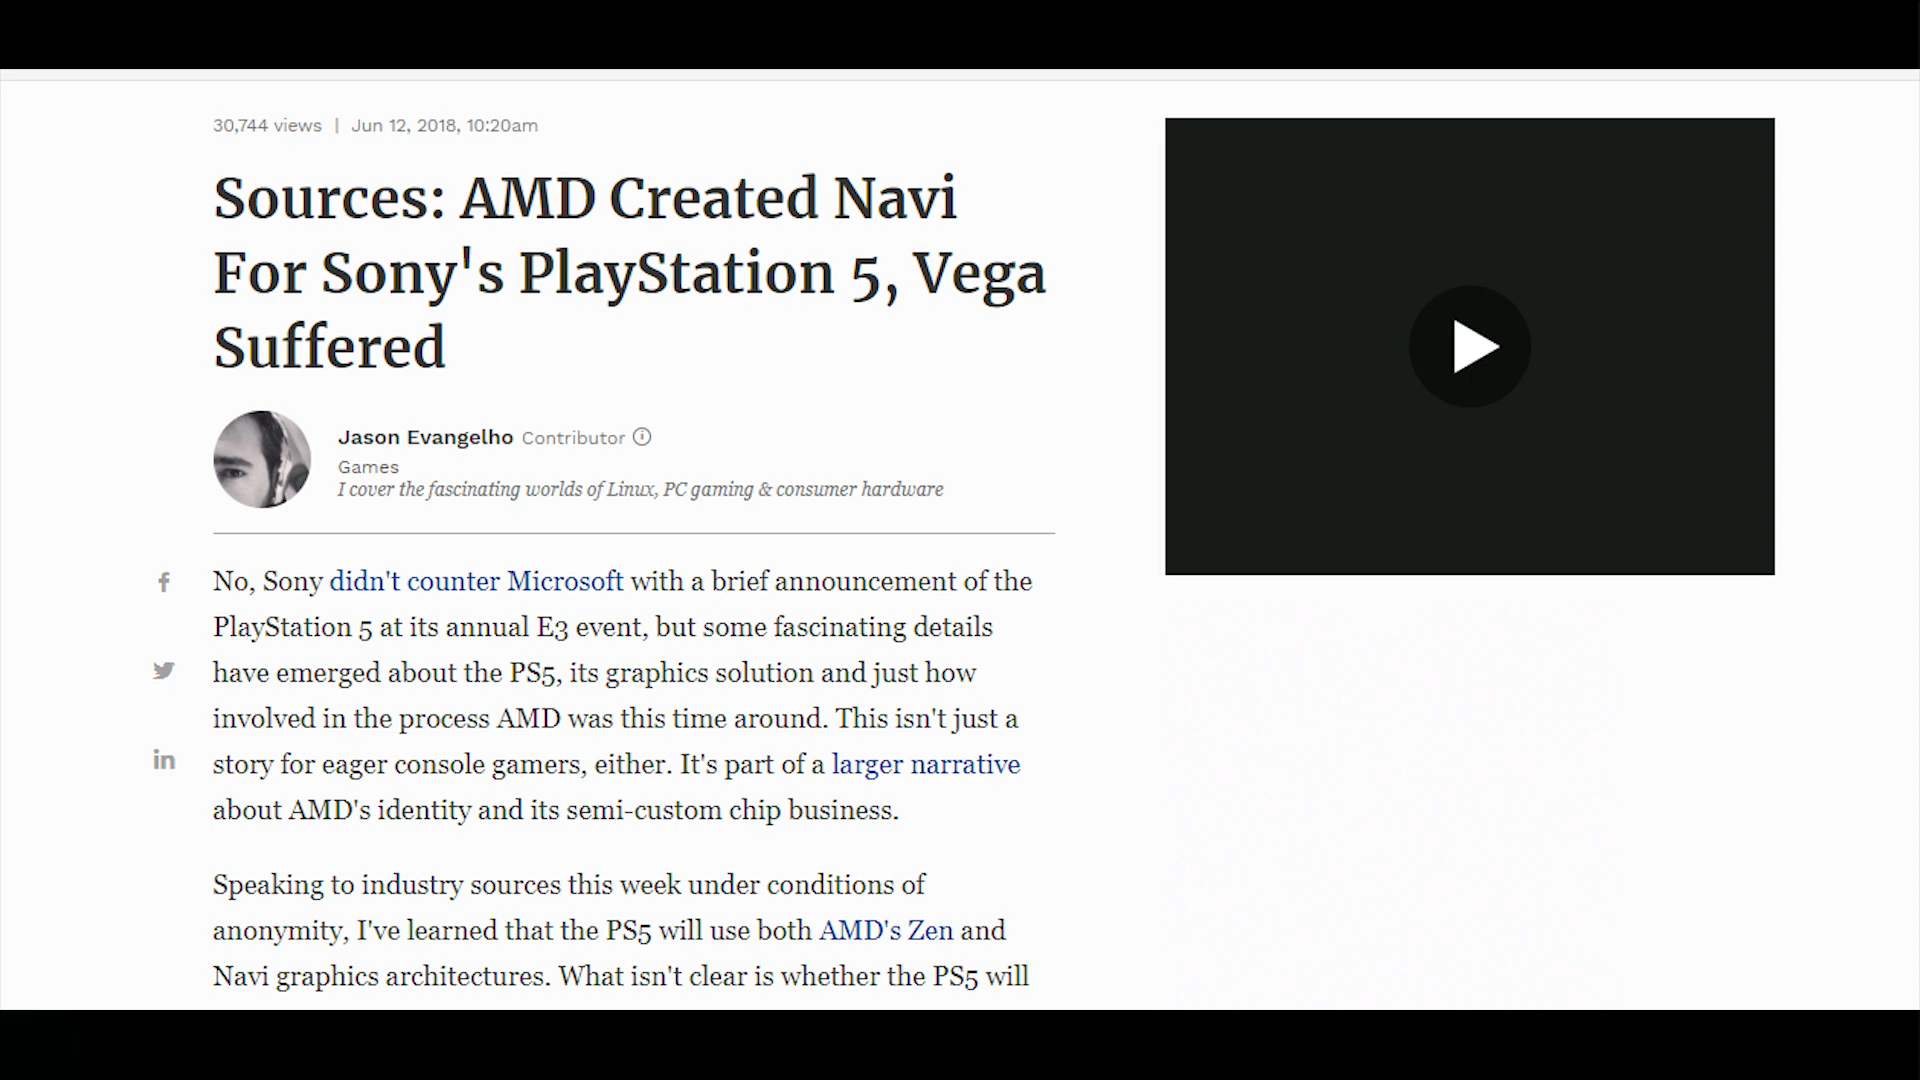 30,744 views | Jun 12, 2018, 10:20am
Sources: AMD Created Navi
For Sony's PlayStation 5, Vega
Suffered
Jason Evangelho Contributor
Games
I cover the fascinating worlds of Linux, PC gaming & consumer hardware
No, Sony didn't counter Microsoft with a brief announcement of the
PlayStation 5 at its annual E3 event, but some fascinating details
have emerged about the PS5, its graphics solution and just how
involved in the process AMD was this time around. This isn't just a
story for eager console gamers, either. It's part of a larger narrative
about AMD's identity and its semi-custom chip business.
Speaking to industry sources this week under conditions of
anonymity, I've learned that the PS5 will use both AMD's Zen and
Navi graphics architectures. What isn't clear is whether the PS5 will